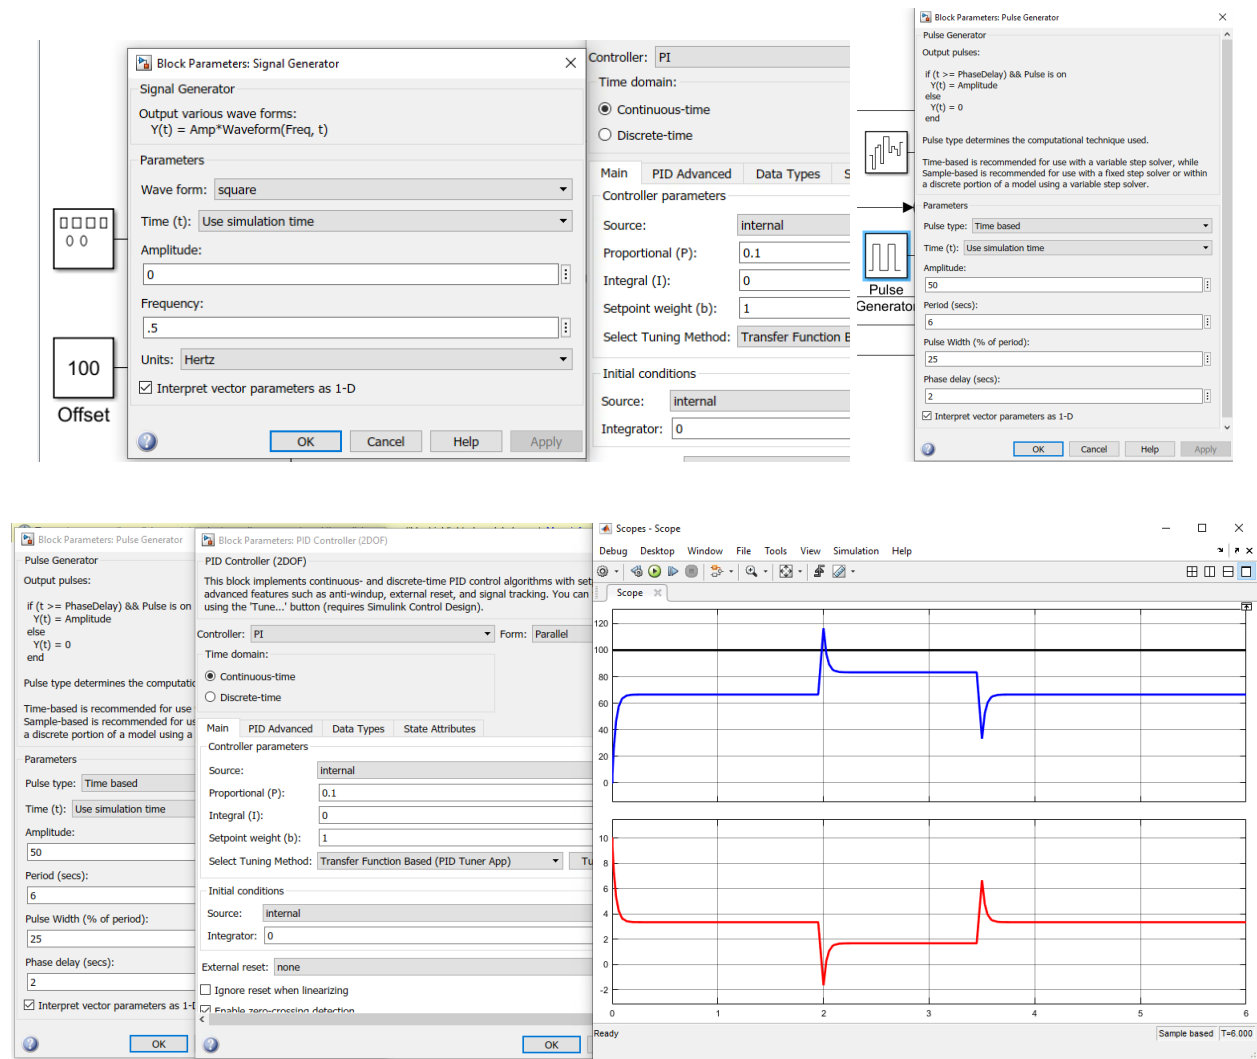 Block Parameters: Signal Generator
Signal Generator
Output various wave forms:
Y(t) = Amp*Waveform(Freq, t)
Parameters
Wave form: square
Time (t): Use simulation time
Amplitude:
0
Frequency:
.5
Units: Hertz
Interpret vector parameters as 1-D
OK Cancel Help Apply
100
Offset
Controller: PI
Time domain:
Continuous-time
Discrete-time
Main PID Advanced Data Types S
Controller parameters
Source: internal
Proportional (P): 0.1
Integral (I): 0
Setpoint weight (b): 1
Select Tuning Method: Transfer Function B
Initial conditions
Source: internal
Integrator: 0
Pulse
Generator
Block Parameters: Pulse Generator
Pulse Generator
Output pulses:
if (t >= PhaseDelay) && Pulse is on
Y(t) = Amplitude
else
Y(t) = 0
end
Pulse type determines the computational technique used.
Time-based is recommended for use with a variable step solver, while
Sample-based is recommended for use with a fixed step solver or within
a discrete portion of a model using a variable step solver.
Parameters
Pulse type: Time based
Time (t): Use simulation time
Amplitude:
50
Period (secs):
6
Pulse Width (% of period):
25
Phase delay (secs):
2
Interpret vector parameters as 1-D
OK Cancel Help Apply
Block Parameters: Pulse Generator
Pulse Generator
Output pulses:
if (t >= PhaseDelay) && Pulse is on
Y(t) = Amplitude
else
Y(t) = 0
end
Pulse type determines the computatio
Time-based is recommended for use
Sample-based is recommended for us
a discrete portion of a model using a
Parameters
Pulse type: Time based
Time (t): Use simulation time
Amplitude:
50
Period (secs):
6
Pulse Width (% of period):
25
Phase delay (secs):
2
Interpret vector parameters as 1-D
OK
Block Parameters: PID Controller (2DOF)
PID Controller (2DOF)
This block implements continuous- and discrete-time PID control algorithms with set
advanced features such as anti-windup, external reset, and signal tracking. You can
using the 'Tune...' button (requires Simulink Control Design).
Controller: PI Form: Parallel
Time domain:
Continuous-time
Discrete-time
Main PID Advanced Data Types State Attributes
Controller parameters
Source: internal
Proportional (P): 0.1
Integral (I): 0
Setpoint weight (b): 1
Select Tuning Method: Transfer Function Based (PID Tuner App) Tu
Initial conditions
Source: internal
Integrator: 0
External reset: none
Ignore reset when linearizing
Enable zero-crossing detection
OK
Scopes - Scope
Debug Desktop Window File Tools View Simulation Help
Scope
120
100
80
60
40
20
0
10
8
6
4
2
0
-2
0 1 2 3 4 5 6
Ready Sample based T=6.000